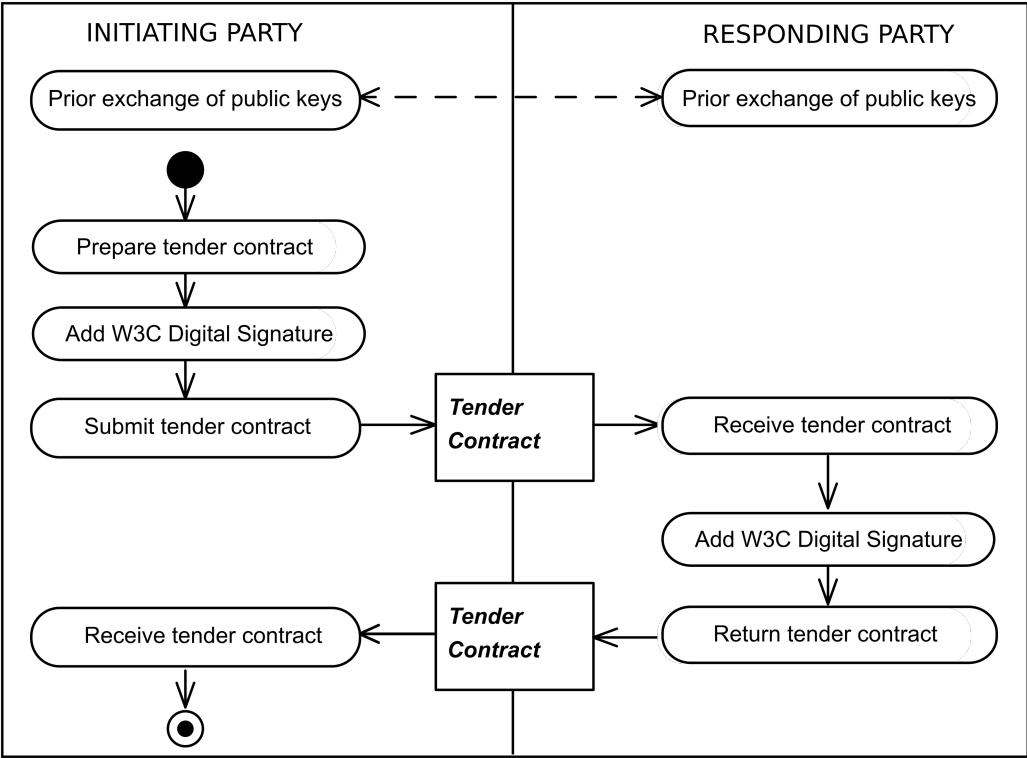 INITIATING PARTY
RESPONDING PARTY
Prior exchange of public keys
Prior exchange of public keys
Prepare tender contract
Add W3C Digital Signature
Submit tender contract
Tender
Contract
Receive tender contract
Add W3C Digital Signature
Return tender contract
Tender
Contract
Receive tender contract